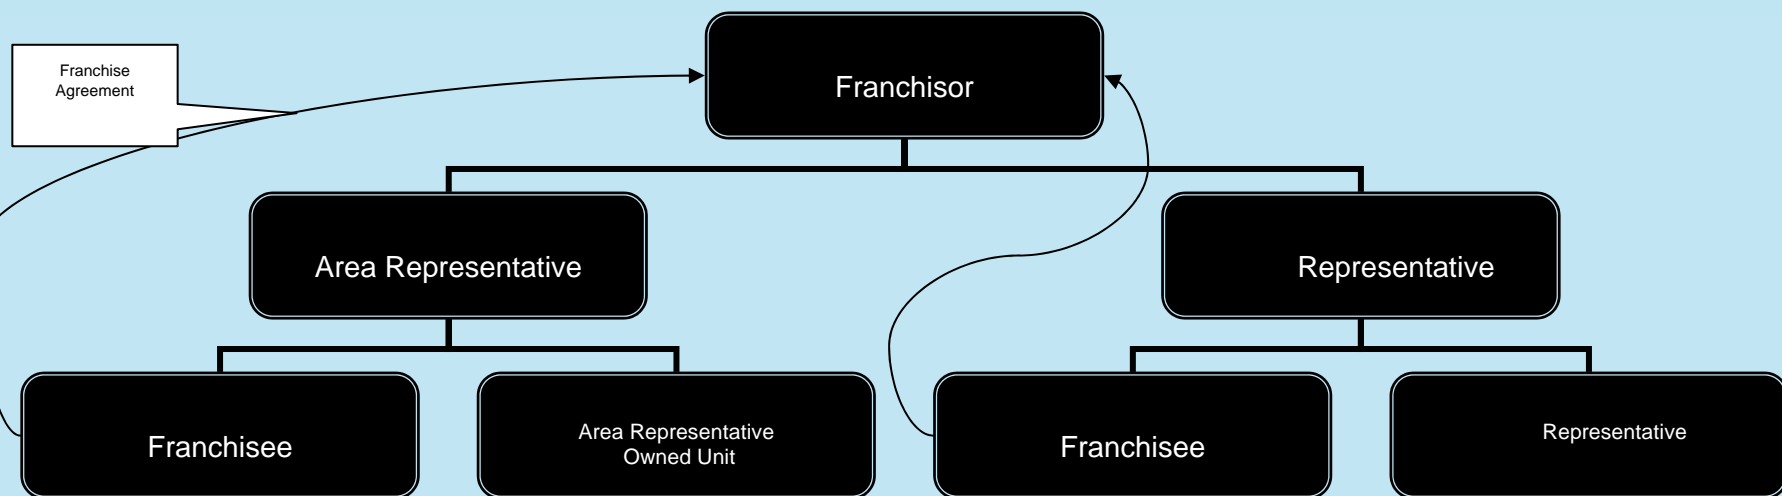 Franchise
Agreement
Franchisor
Area Representative
Representative
Franchisee
Area Representative
Owned Unit
Franchisee
Representative